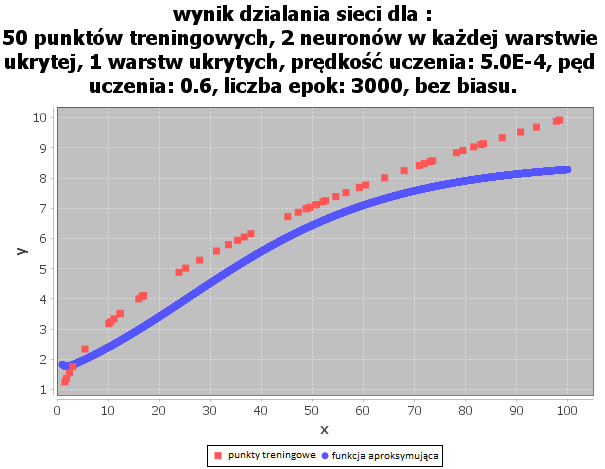 wynik dzialania sieci dla :
50 punktów treningowych, 2 neuronów w każdej warstwie
ukrytej, 1 warstw ukrytych, prędkość uczenia: 5.0E-4, pęd
uczenia: 0.6, liczba epok: 3000, bez biasu.
10
9
8
7
6
5
4
3
2
1
y
0 10 20 30 40 50 60 70 80 90 100
x
punkty treningowe funkcja aproksymująca